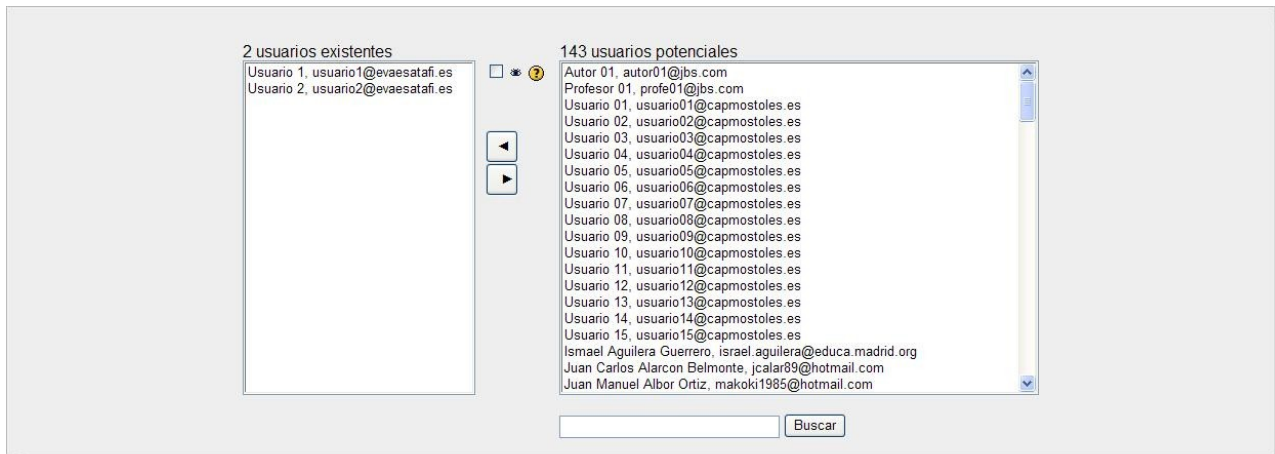 2 usuarios existentes
Usuario 1, usuario1@evaesatafi.es
Usuario 2, usuario2@evaesatafi.es
143 usuarios potenciales
Autor 01, autor01@jbs.com
Profesor 01, profe01@jbs.com
Usuario 01, usuario01@capmostoles.es
Usuario 02, usuario02@capmostoles.es
Usuario 03, usuario03@capmostoles.es
Usuario 04, usuario04@capmostoles.es
Usuario 05, usuario05@capmostoles.es
Usuario 06, usuario06@capmostoles.es
Usuario 07, usuario07@capmostoles.es
Usuario 08, usuario08@capmostoles.es
Usuario 09, usuario09@capmostoles.es
Usuario 10, usuario10@capmostoles.es
Usuario 11, usuario11@capmostoles.es
Usuario 12, usuario12@capmostoles.es
Usuario 13, usuario13@capmostoles.es
Usuario 14, usuario14@capmostoles.es
Usuario 15, usuario15@capmostoles.es
Ismael Aguilera Guerrero, israel.aguilera@educa.madrid.org
Juan Carlos Alarcon Belmonte, jcalar89@hotmail.com
Juan Manuel Albor Ortiz, makoki1985@hotmail.com
Buscar